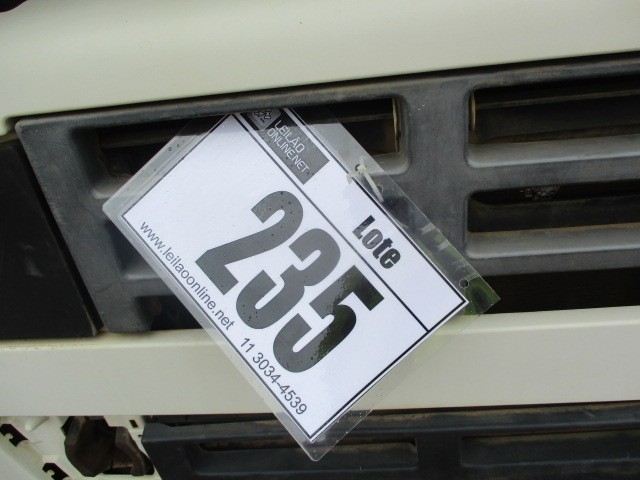 LEILÃO
ONLINE.NET
Lote
235
www.leilaoonline.net 11 3034-4539